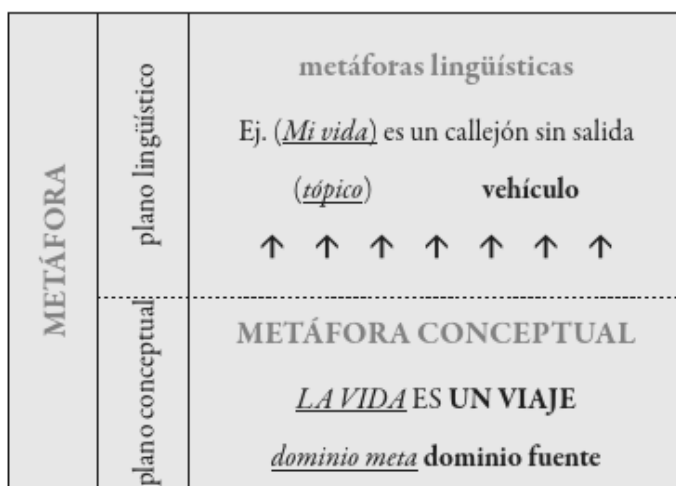 METÁFORA
plano lingüístico
metáforas lingüísticas
Ej. (Mi vida) es un callejón sin salida
(tópico) vehículo
↑ ↑ ↑ ↑ ↑ ↑ ↑
plano conceptual
METÁFORA CONCEPTUAL
LA VIDA ES UN VIAJE
dominio meta dominio fuente